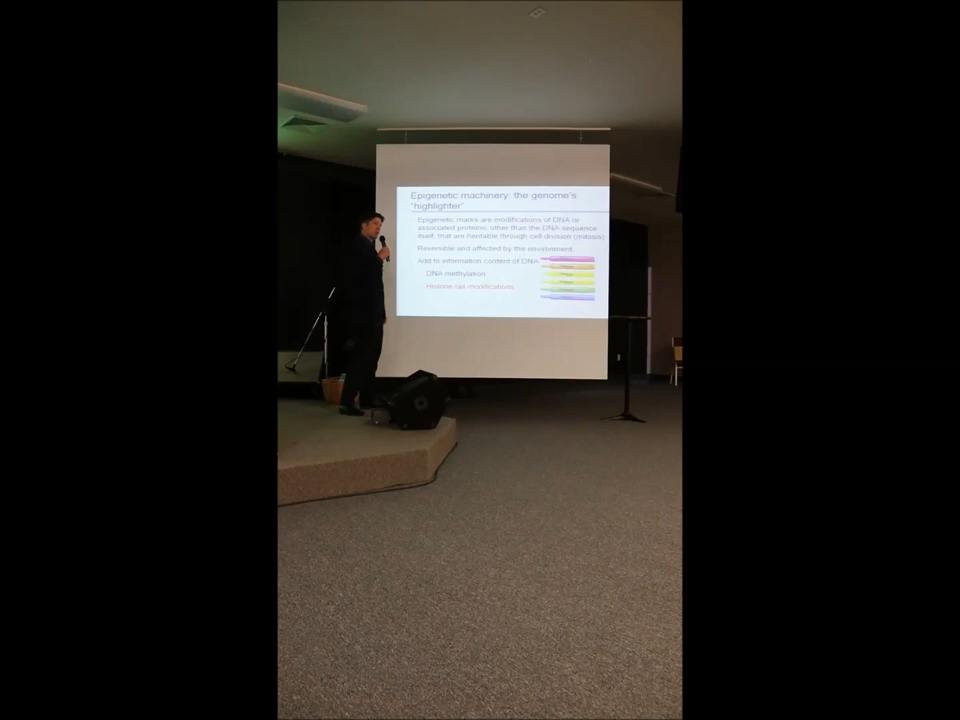 Epigenetic machinery: the genome's
"highlighter"
Epigenetic marks are modifications of DNA or
associated proteins, other than the DNA sequence
itself, that are heritable through cell division (mitosis)
Reversible and affected by the environment
Add to information content of DNA
DNA methylation
Histone tail modifications